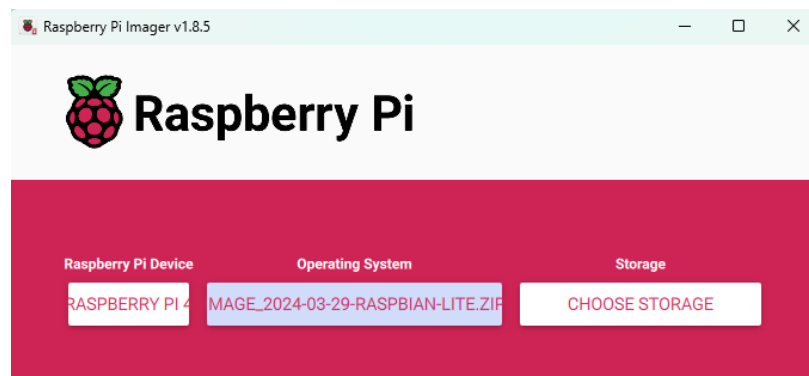 Raspberry Pi Imager v1.8.5
Raspberry Pi
Raspberry Pi Device Operating System Storage
RASPBERRY PI 4 MAGE_2024-03-29-RASPBIAN-LITE.ZIP CHOOSE STORAGE